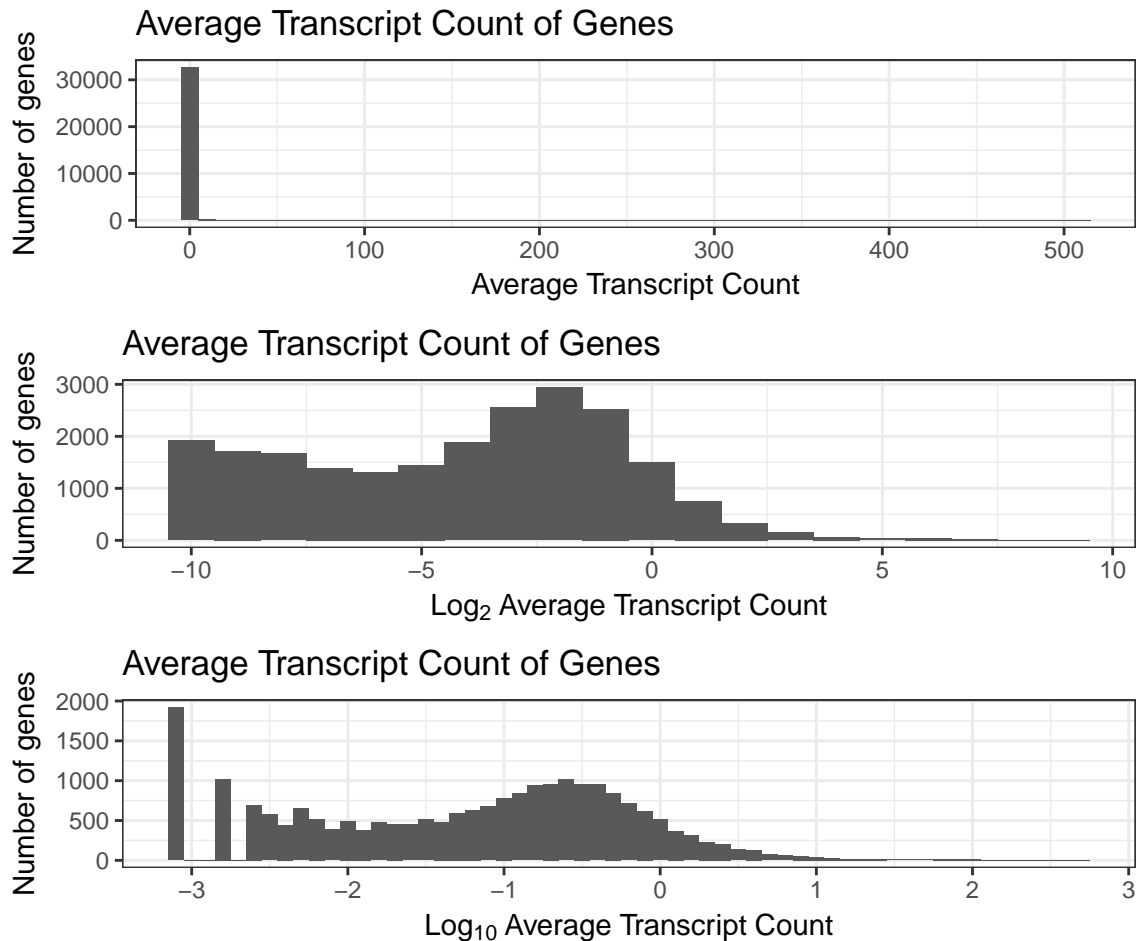 Average Transcript Count of Genes
Number of genes
30000
20000
10000
0
0 100 200 300 400 500
Average Transcript Count
Average Transcript Count of Genes
Number of genes
3000
2000
1000
0
−10 −5 0 5 10
Log₂ Average Transcript Count
Average Transcript Count of Genes
Number of genes
2000
1500
1000
500
0
−3 −2 −1 0 1 2 3
Log₁₀ Average Transcript Count